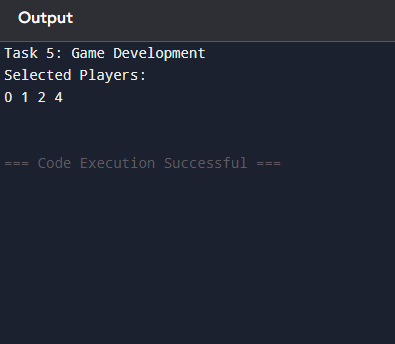 Output
Task 5: Game Development
Selected Players:
0 1 2 4
=== Code Execution Successful ===